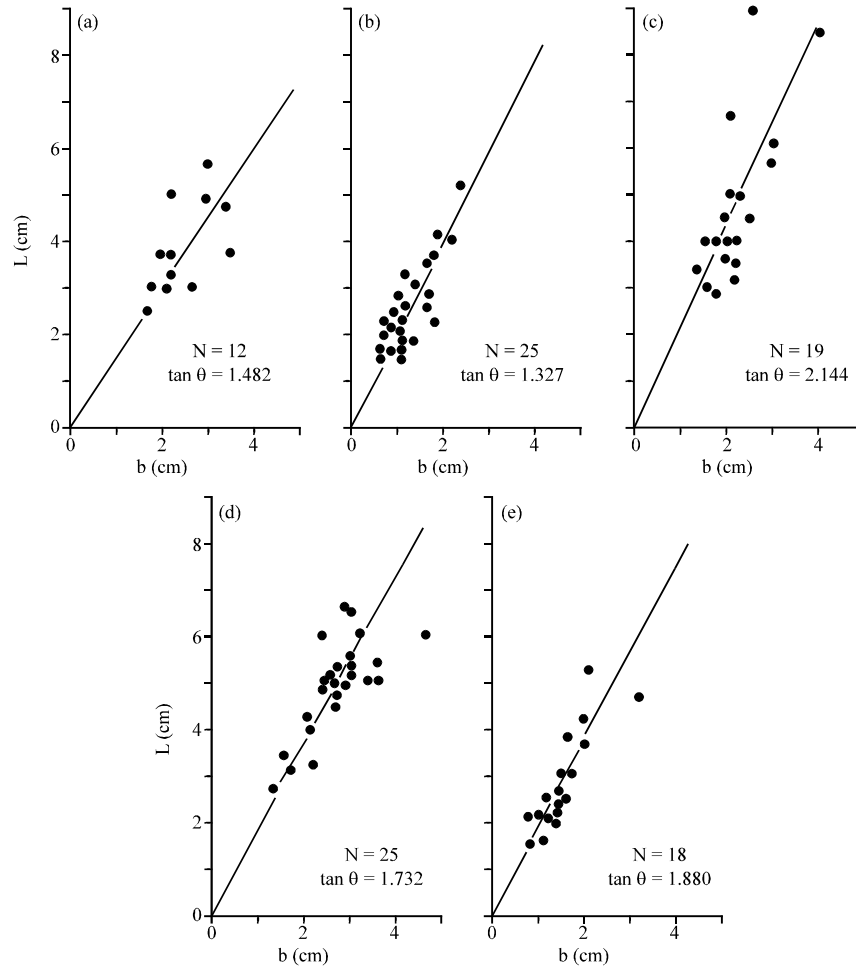 (a)
8
6
4
2
0
L (cm)
N = 12
tan θ = 1.482
0 2 4
b (cm)
(b)
N = 25
tan θ = 1.327
0 2 4
b (cm)
(c)
N = 19
tan θ = 2.144
0 2 4
b (cm)
(d)
8
6
4
2
0
L (cm)
N = 25
tan θ = 1.732
0 2 4
b (cm)
(e)
N = 18
tan θ = 1.880
0 2 4
b (cm)